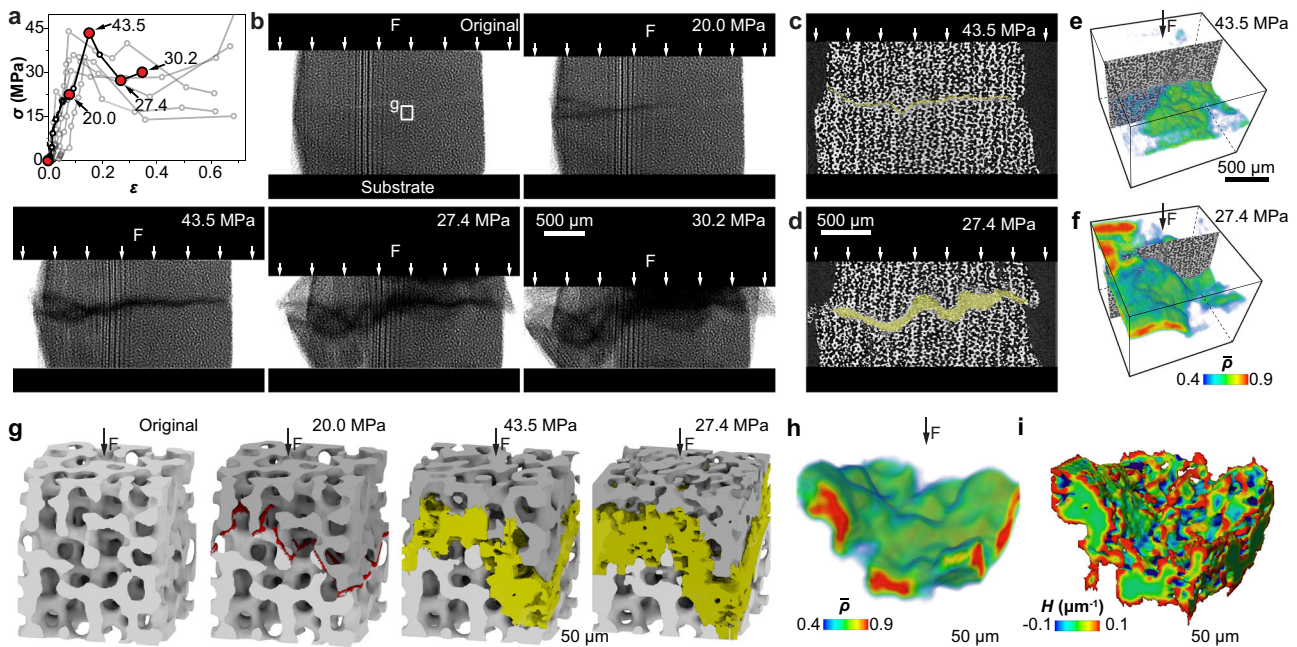 a
45
30
15
0
σ (MPa)
43.5
30.2
27.4
20.0
0.0
0.2
0.4
0.6
ε
b
F
Original
g
Substrate
F
20.0 MPa
43.5 MPa
F
27.4 MPa
F
500 µm
30.2 MPa
F
c
43.5 MPa
d
500 µm
27.4 MPa
e
F
43.5 MPa
500 µm
f
F
27.4 MPa
ρ̅
0.4
0.9
g
Original
F
20.0 MPa
F
43.5 MPa
F
27.4 MPa
F
50 µm
h
F
ρ̅
0.4
0.9
50 µm
i
H (µm⁻¹)
-0.1
0.1
50 µm